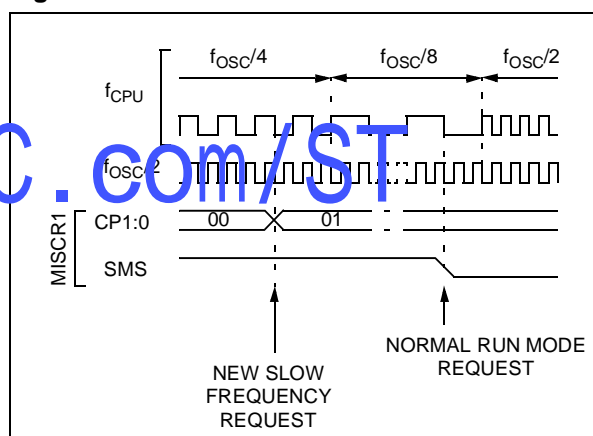 fOSC/4 fOSC/8 fOSC/2
fCPU
fOSC/2
C.com/ST
MISCR1
CP1:0 00 01
SMS
NEW SLOW
FREQUENCY
REQUEST
NORMAL RUN MODE
REQUEST